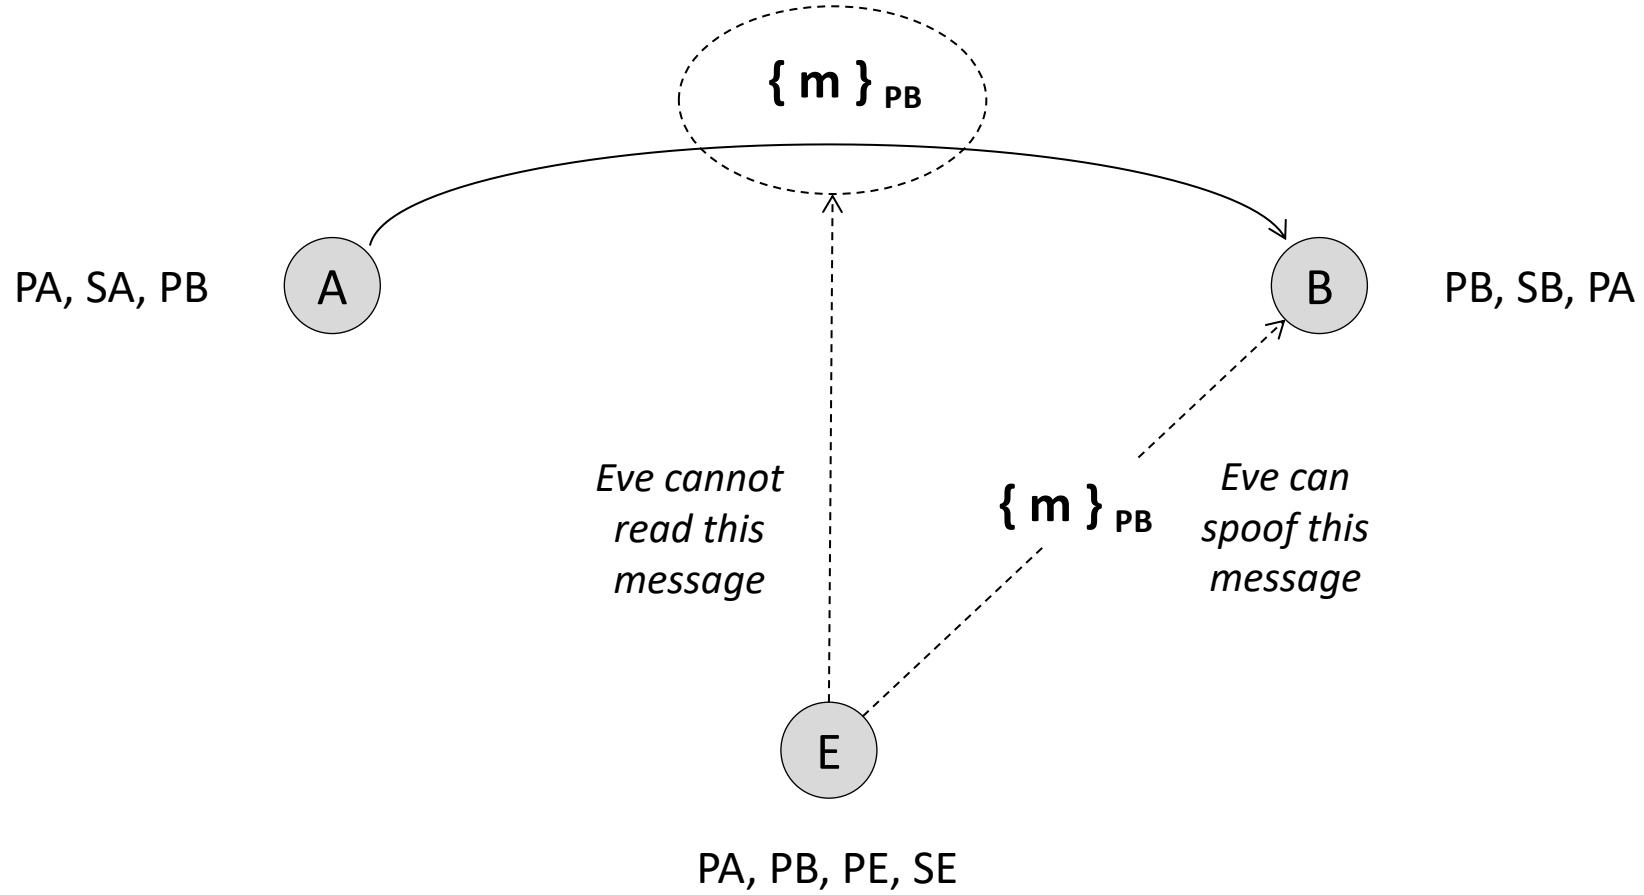 { m } PB
PA, SA, PB
A
B
PB, SB, PA
Eve cannot
read this
message
{ m } PB
Eve can
spoof this
message
E
PA, PB, PE, SE